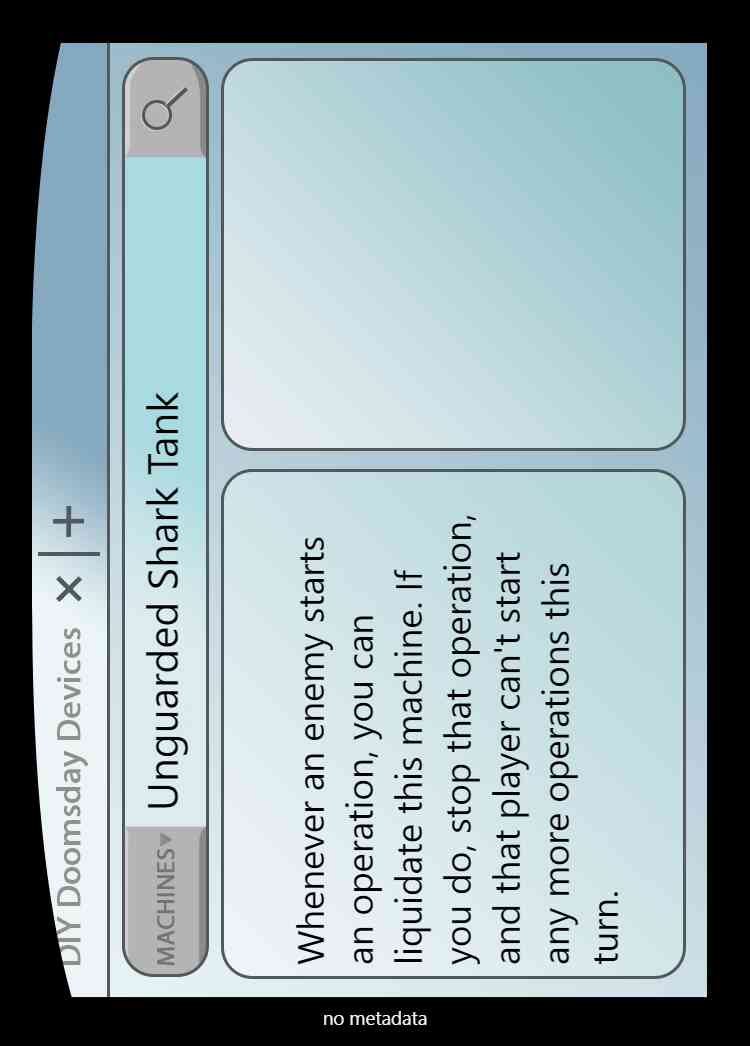 DIY Doomsday Devices × | +
MACHINES▾ Unguarded Shark Tank
Whenever an enemy starts
an operation, you can
liquidate this machine. If
you do, stop that operation,
and that player can't start
any more operations this
turn.
no metadata